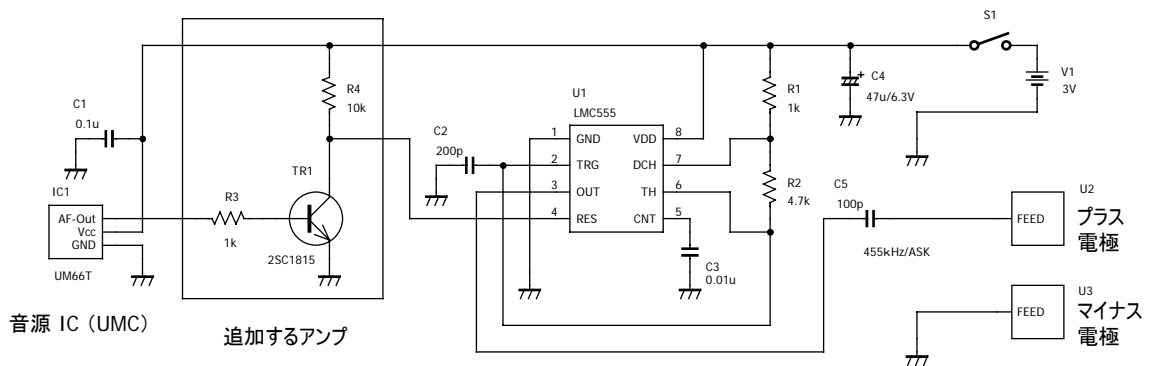 S1
V1
3V
C4
47u/6.3V
R4
10k
R1
1k
U1
LMC555
C1
0.1u
C2
200p
1 GND VDD 8
2 TRG DCH 7
3 OUT TH 6
4 RES CNT 5
R2
4.7k
TR1
2SC1815
IC1
AF-Out
Vcc
GND
UM66T
R3
1k
C3
0.01u
C5
100p
455kHz/ASK
U2
FEED
プラス
電極
U3
FEED
マイナス
電極
音源 IC (UMC)
追加するアンプ